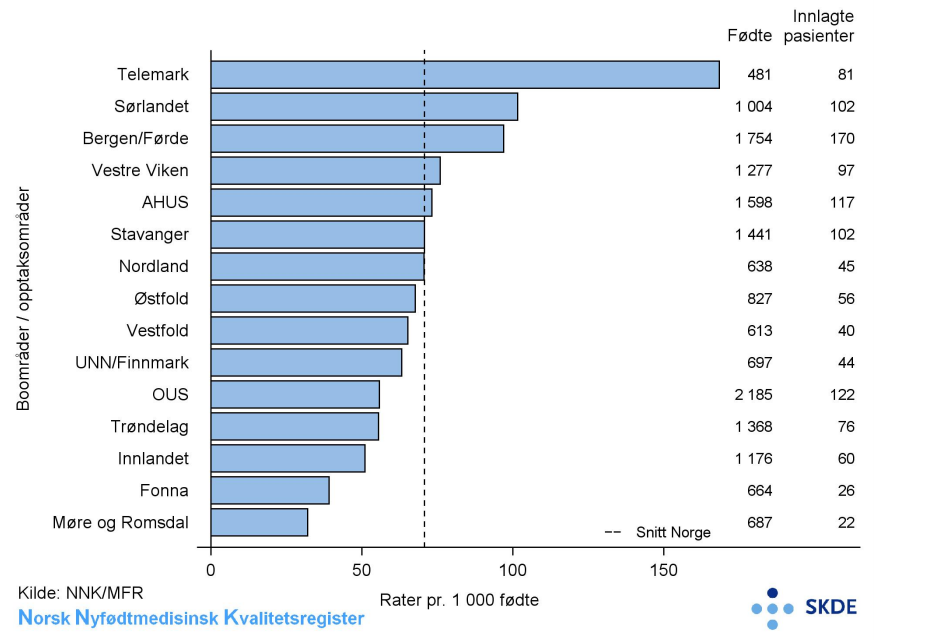 Innlagte
Fødte pasienter
Telemark 481 81
Sørlandet 1 004 102
Bergen/Førde 1 754 170
Vestre Viken 1 277 97
AHUS 1 598 117
Stavanger 1 441 102
Nordland 638 45
Østfold 827 56
Vestfold 613 40
UNN/Finnmark 697 44
OUS 2 185 122
Trøndelag 1 368 76
Innlandet 1 176 60
Fonna 664 26
Møre og Romsdal 687 22
Boområder / opptaksområder
Snitt Norge
0 50 100 150
Rater pr. 1 000 fødte
Kilde: NNK/MFR
Norsk Nyfødtmedisinsk Kvalitetsregister
SKDE